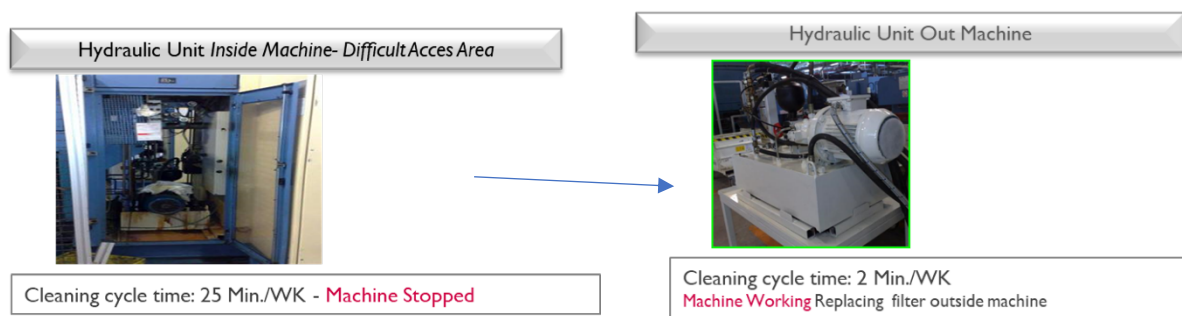 Hydraulic Unit Inside Machine- Difficult Acces Area
Hydraulic Unit Out Machine
Cleaning cycle time: 25 Min./WK - Machine Stopped
Cleaning cycle time: 2 Min./WK
Machine Working Replacing filter outside machine